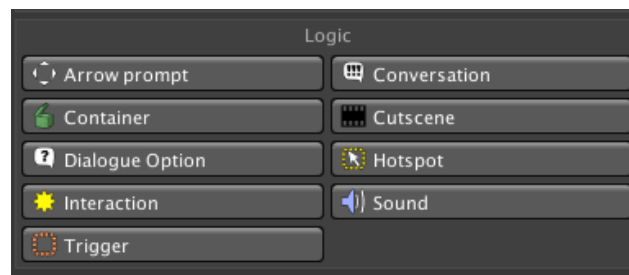 Logic
Arrow prompt
Conversation
Container
Cutscene
Dialogue Option
Hotspot
Interaction
Sound
Trigger